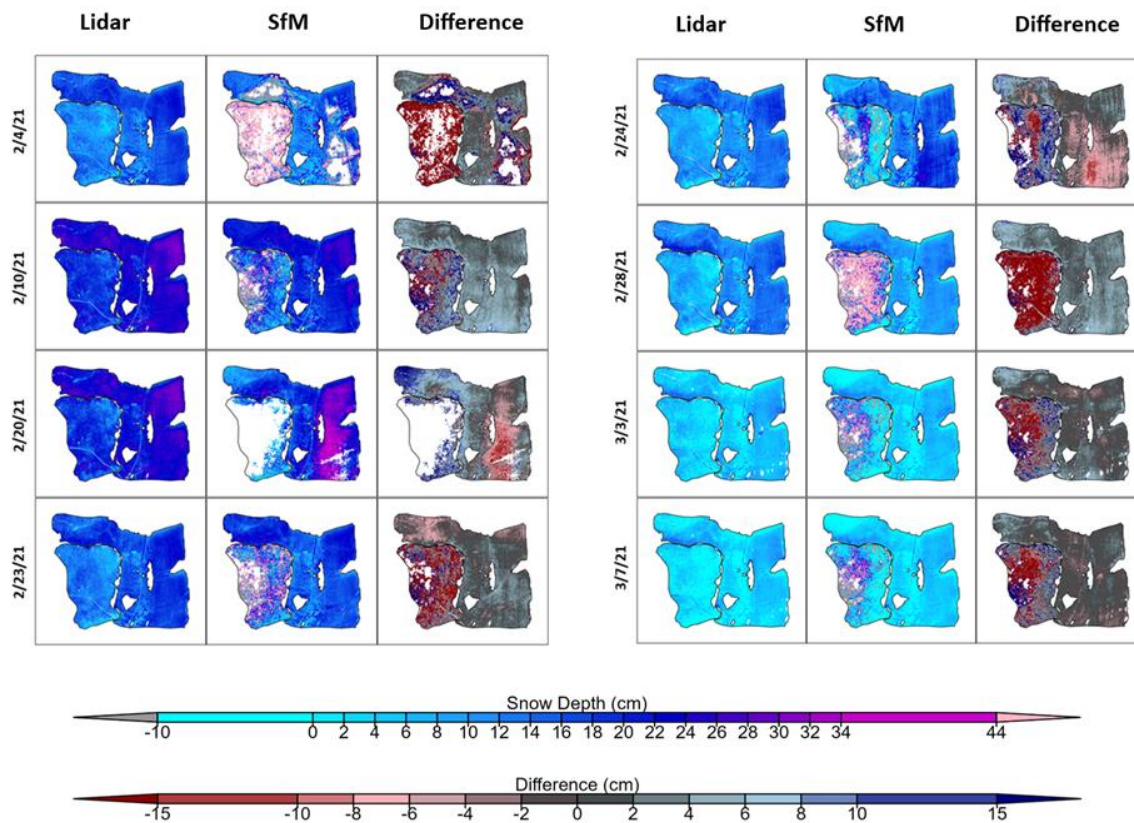 Lidar SfM Difference
2/4/21
2/10/21
2/20/21
2/23/21
Lidar SfM Difference
2/24/21
2/28/21
3/3/21
3/7/21
Snow Depth (cm)
-10 0 2 4 6 8 10 12 14 16 18 20 22 24 26 28 30 32 34 44
Difference (cm)
-15 -10 -8 -6 -4 -2 0 2 4 6 8 10 15